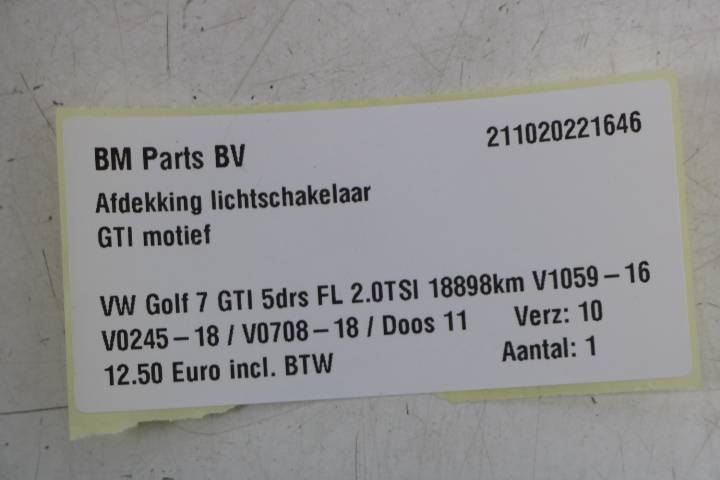 BM Parts BV 211020221646
Afdekking lichtschakelaar
GTI motief
VW Golf 7 GTI 5drs FL 2.0TSI 18898km V1059-16
V0245-18 / V0708-18 / Doos 11 Verz: 10
12.50 Euro incl. BTW Aantal: 1